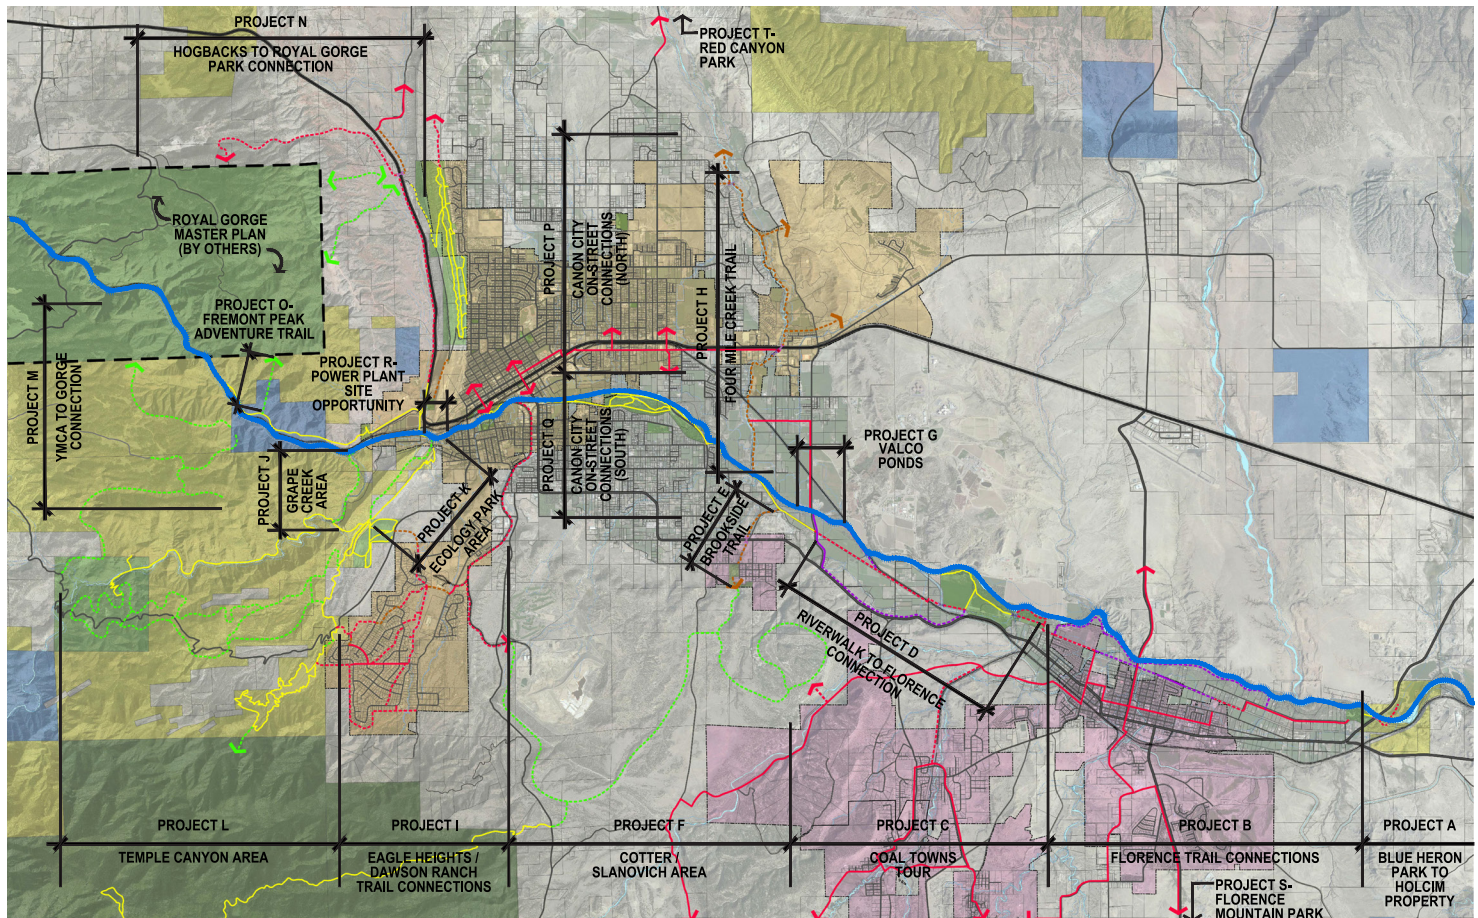 PROJECT N
HOGBACKS TO ROYAL GORGE
PARK CONNECTION
PROJECT T-
RED CANYON
PARK
ROYAL GORGE
MASTER PLAN
(BY OTHERS)
PROJECT O-
FREMONT PEAK
ADVENTURE TRAIL
PROJECT M
YMCA TO GORGE
CONNECTION
PROJECT R-
POWER PLANT
SITE
OPPORTUNITY
PROJECT P
CANON CITY
ON-STREET
CONNECTIONS
(NORTH)
PROJECT H
FOUR MILE CREEK TRAIL
PROJECT Q
CANON CITY
ON-STREET
CONNECTIONS
(SOUTH)
PROJECT G
VALCO
PONDS
PROJECT J
GRAPE
CREEK
AREA
PROJECT K
ECOLOGY PARK
AREA
PROJECT E
BROOKSIDE
TRAIL
PROJECT D
RIVERWALK TO FLORENCE
CONNECTION
PROJECT L
TEMPLE CANYON AREA
PROJECT I
EAGLE HEIGHTS /
DAWSON RANCH
TRAIL CONNECTIONS
PROJECT F
COTTER /
SLANOVICH AREA
PROJECT C
COAL TOWNS
TOUR
PROJECT B
FLORENCE TRAIL CONNECTIONS
PROJECT A
BLUE HERON
PARK TO
HOLCIM
PROPERTY
PROJECT S-
FLORENCE
MOUNTAIN PARK